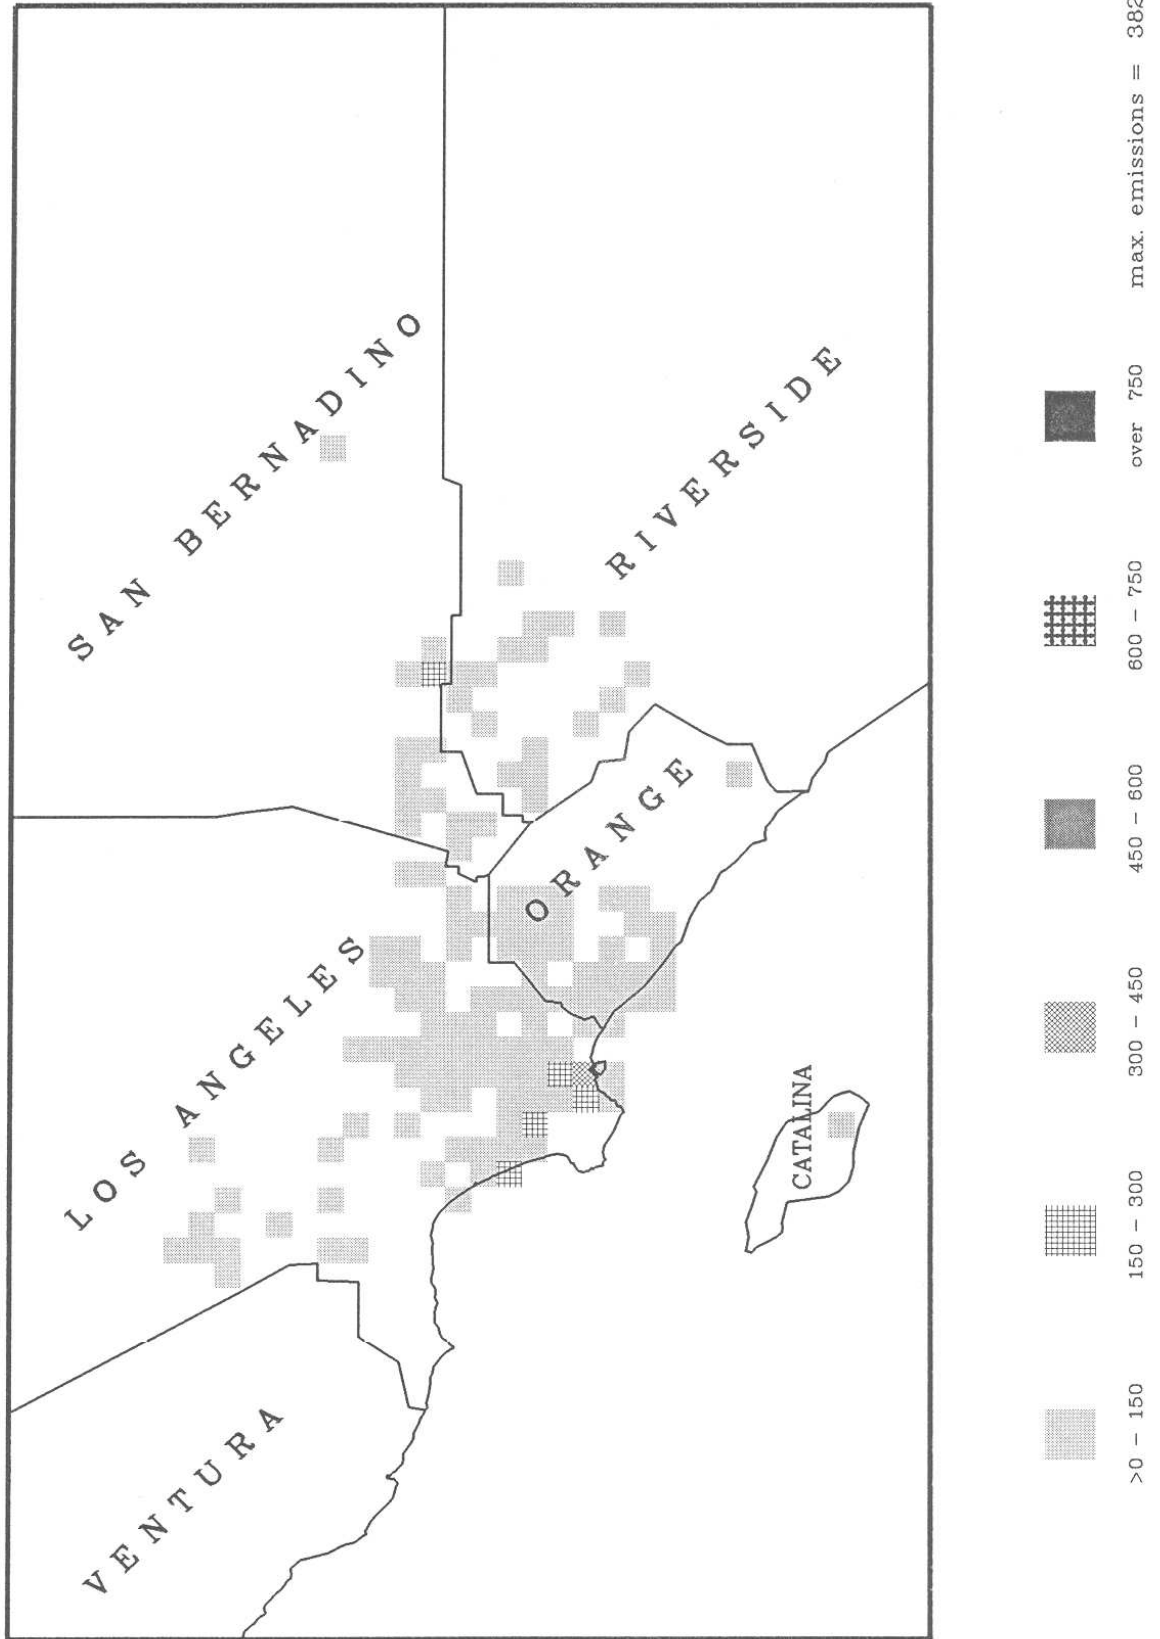 VENTURA
LOS ANGELES
SAN BERNADINO
ORANGE
RIVERSIDE
CATALINA
>0 - 150
150 - 300
300 - 450
450 - 600
600 - 750
over 750
max. emissions = 382